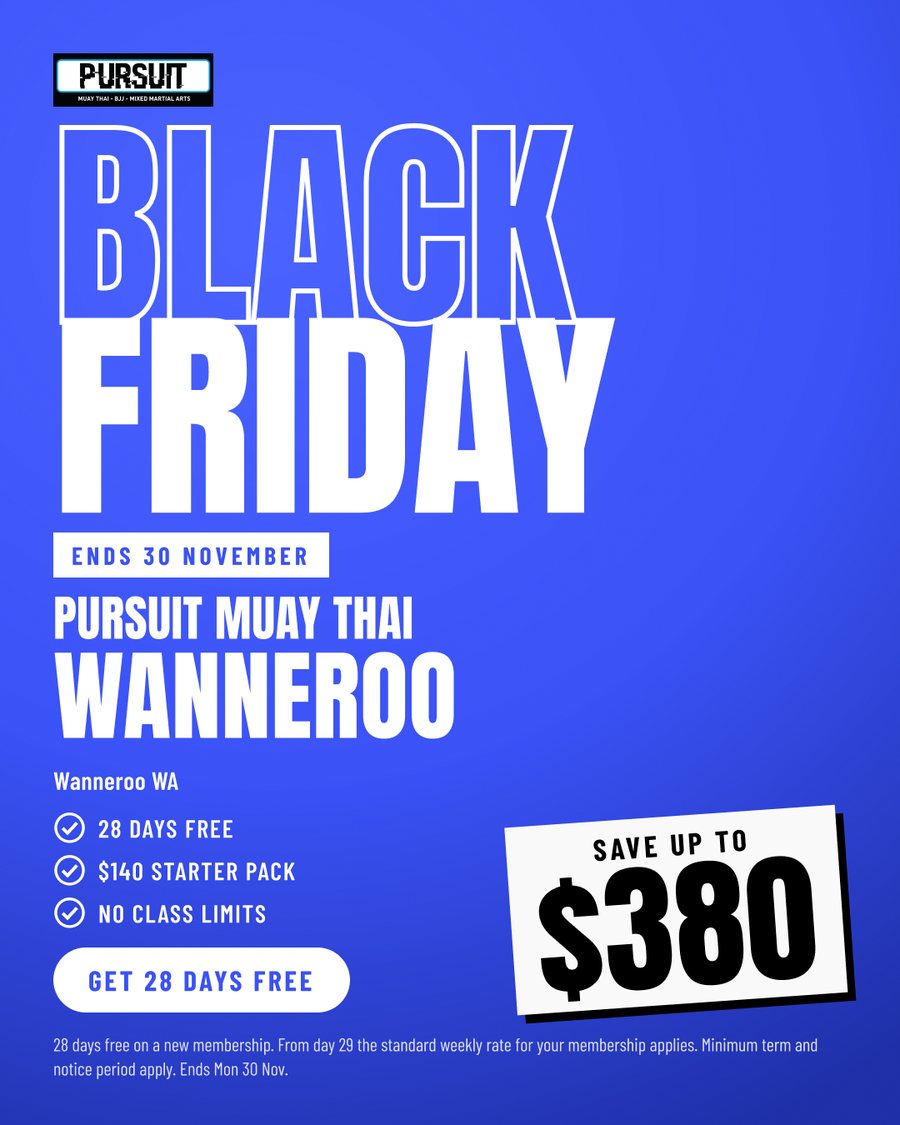 PURSUIT
MUAY THAI - BJJ - MIXED MARTIAL ARTS
BLACK
FRIDAY
ENDS 30 NOVEMBER
PURSUIT MUAY THAI
WANNEROO
Wanneroo WA
28 DAYS FREE
$140 STARTER PACK
NO CLASS LIMITS
GET 28 DAYS FREE
SAVE UP TO
$380
28 days free on a new membership. From day 29 the standard weekly rate for your membership applies. Minimum term and
notice period apply. Ends Mon 30 Nov.